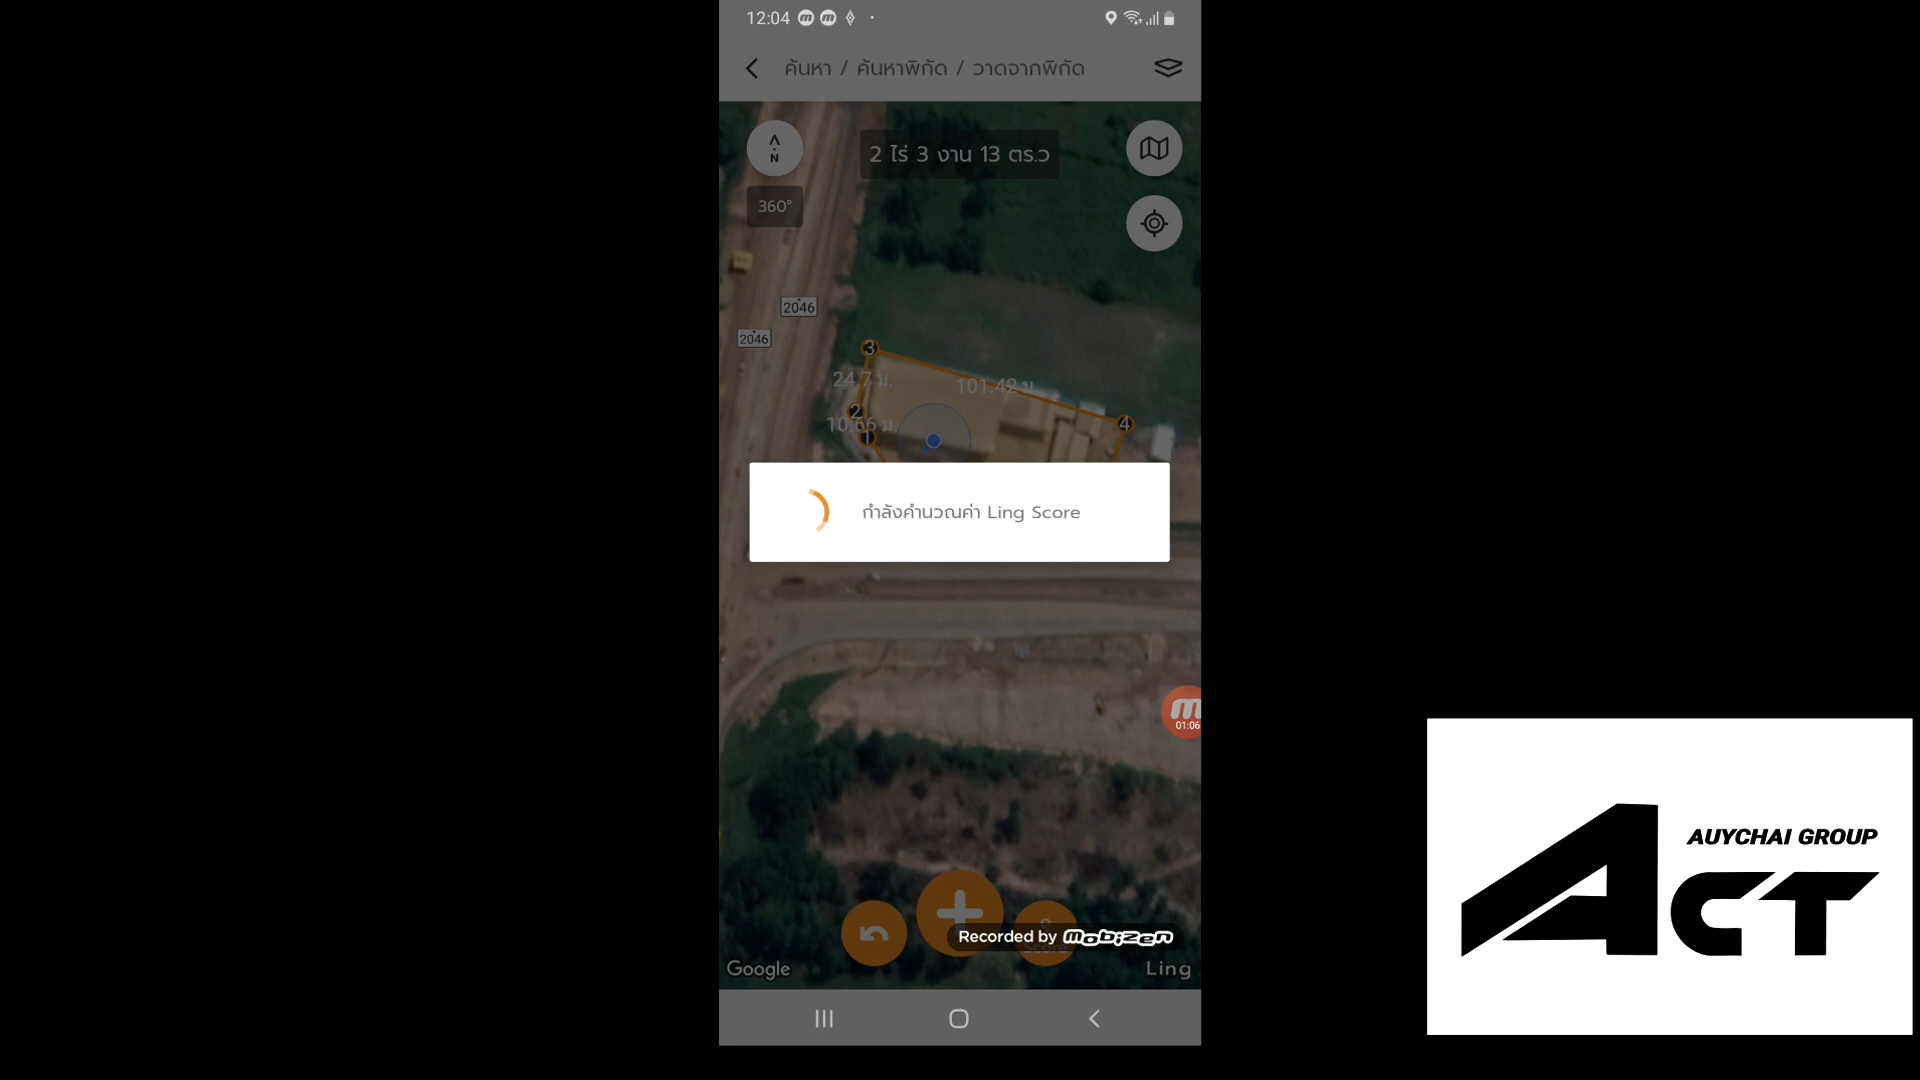 12:04
ค้นหา / ค้นหาพิกัด / วาดจากพิกัด
N
2 ไร่ 3 งาน 13 ตร.ว
360°
2046
2046
3
24.7 ม.
101.42 ม.
2
4
10.66 ม.
1
กำลังคำนวณค่า Ling Score
01:06
AUYCHAI GROUP
ACT
Recorded by Mobizen
Google
Ling